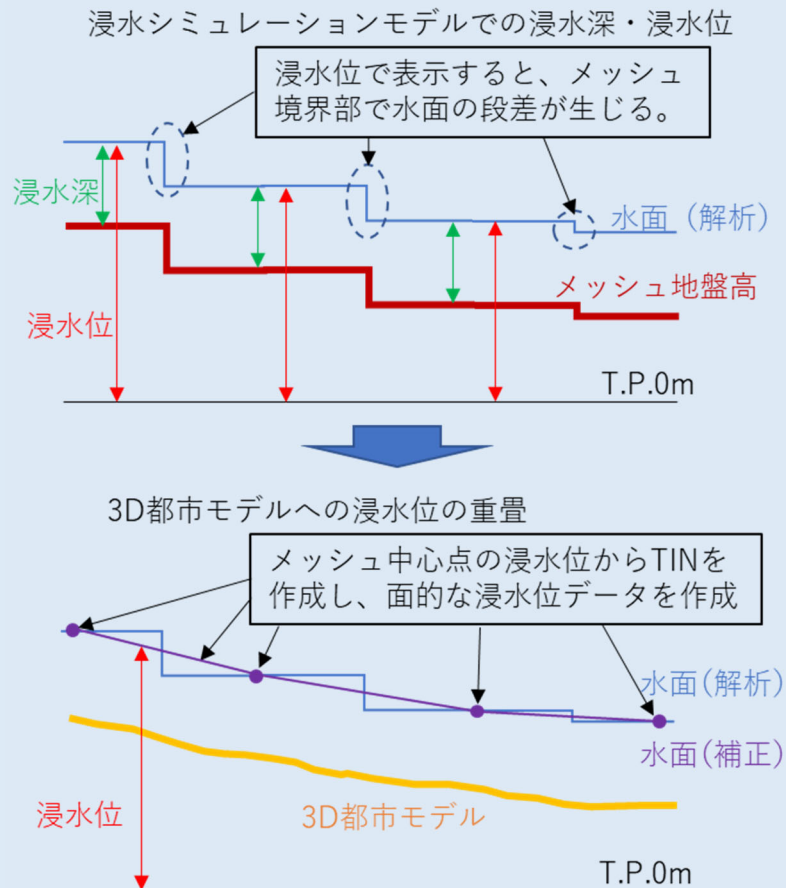 浸水シミュレーションモデルでの浸水深・浸水位
浸水位で表示すると、メッシュ
境界部で水面の段差が生じる。
浸水深
水面（解析）
メッシュ地盤高
浸水位
T.P.0m
3D都市モデルへの浸水位の重畳
メッシュ中心点の浸水位からTINを
作成し、面的な浸水位データを作成
水面(解析)
水面(補正)
浸水位
3D都市モデル
T.P.0m